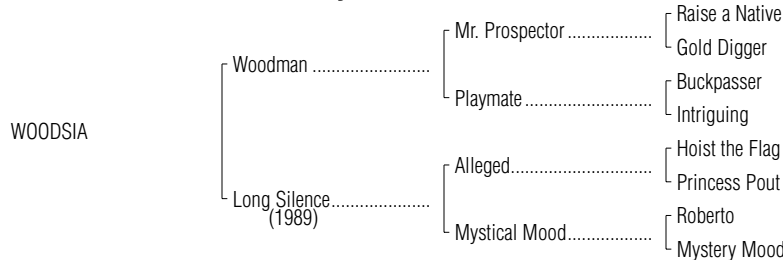 Raise a Native
Mr. Prospector ...................
Gold Digger
Woodman .........................
Buckpasser
Playmate ............................
Intriguing
WOODSIA
Hoist the Flag
Alleged...............................
Princess Pout
Long Silence.....................
(1989)
Roberto
Mystical Mood..................
Mystery Mood